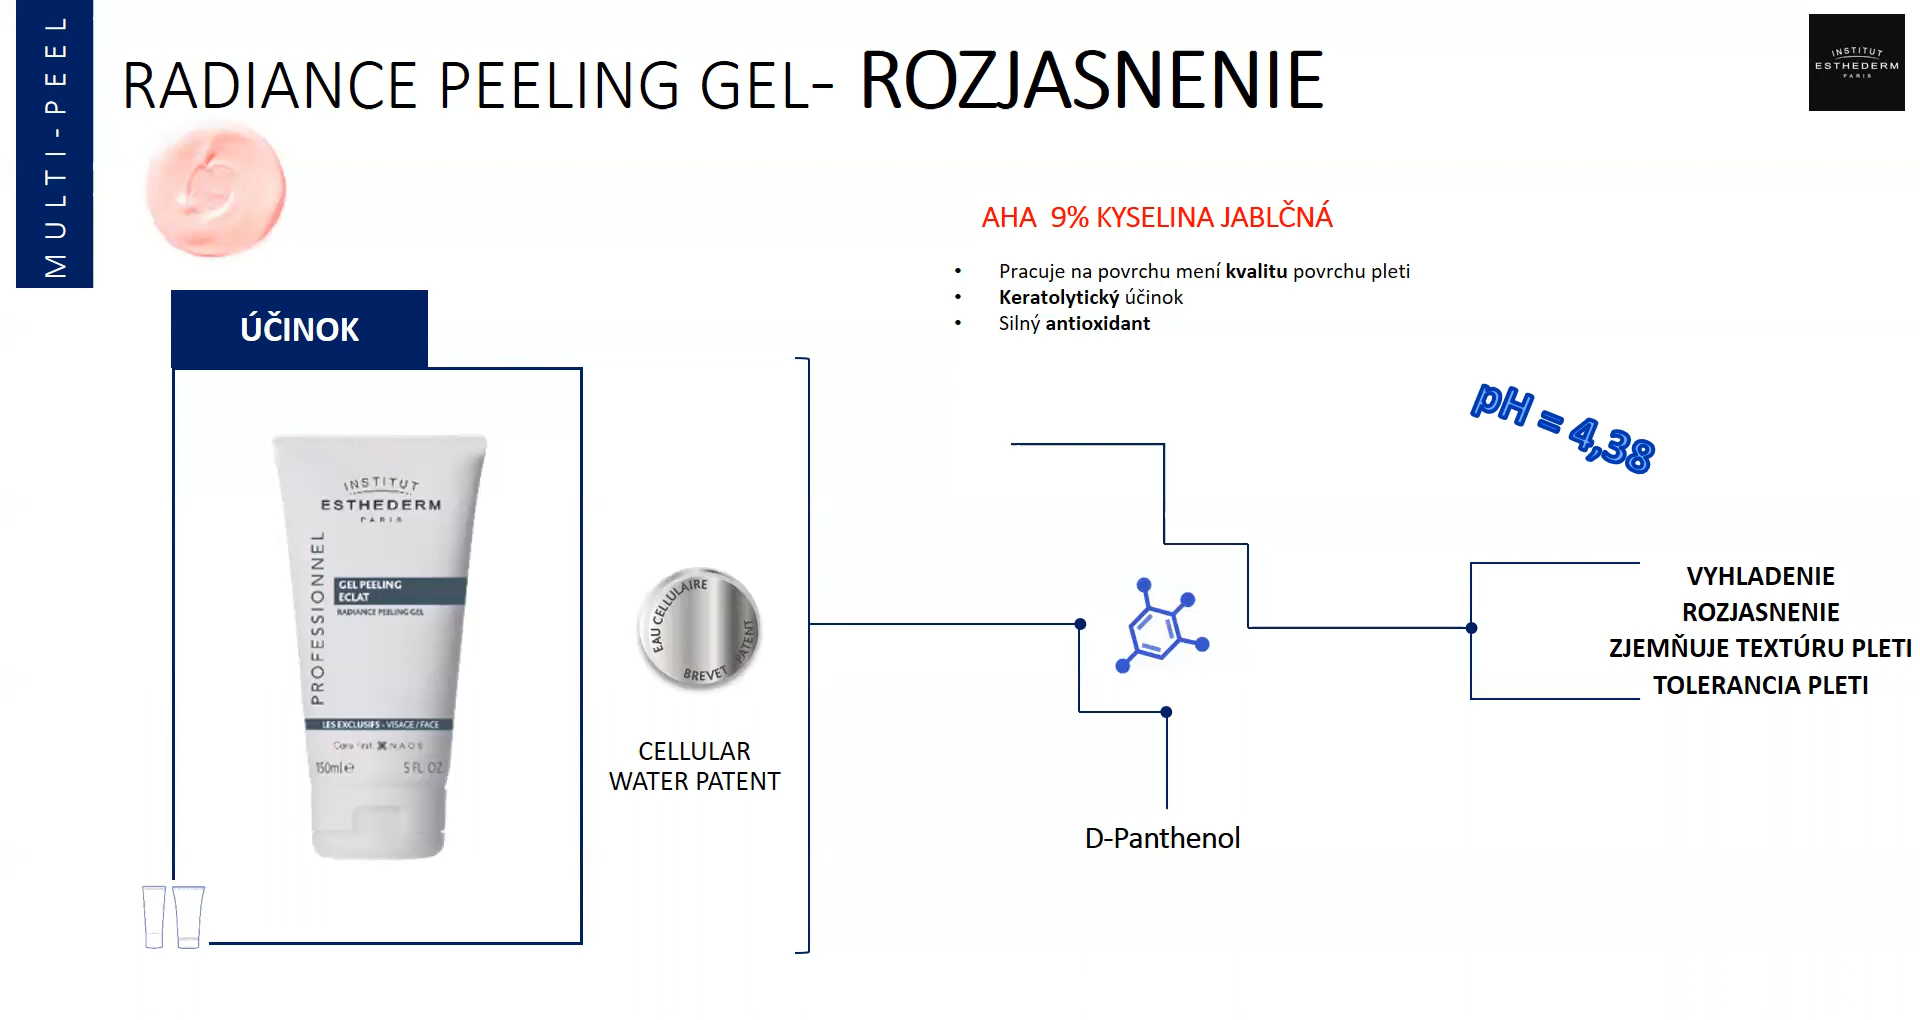 MULTI-PEEL
RADIANCE PEELING GEL- ROZJASNENIE
INSTITUT
ESTHEDERM
PARIS
AHA  9% KYSELINA JABLČNÁ
• Pracuje na povrchu mení kvalitu povrchu pleti
• Keratolytický účinok
• Silný antioxidant
ÚČINOK
pH = 4,38
INSTITUT
ESTHEDERM
PARIS
PROFESSIONNEL
GEL PEELING
ECLAT
RADIANCE PEELING GEL
LES EXCLUSIFS - VISAGE / FACE
Care First NAOS
150ml e 5 FL. OZ.
EAU CELLULAIRE
BREVET PATENT
CELLULAR
WATER PATENT
VYHLADENIE
ROZJASNENIE
ZJEMŇUJE TEXTÚRU PLETI
TOLERANCIA PLETI
D-Panthenol